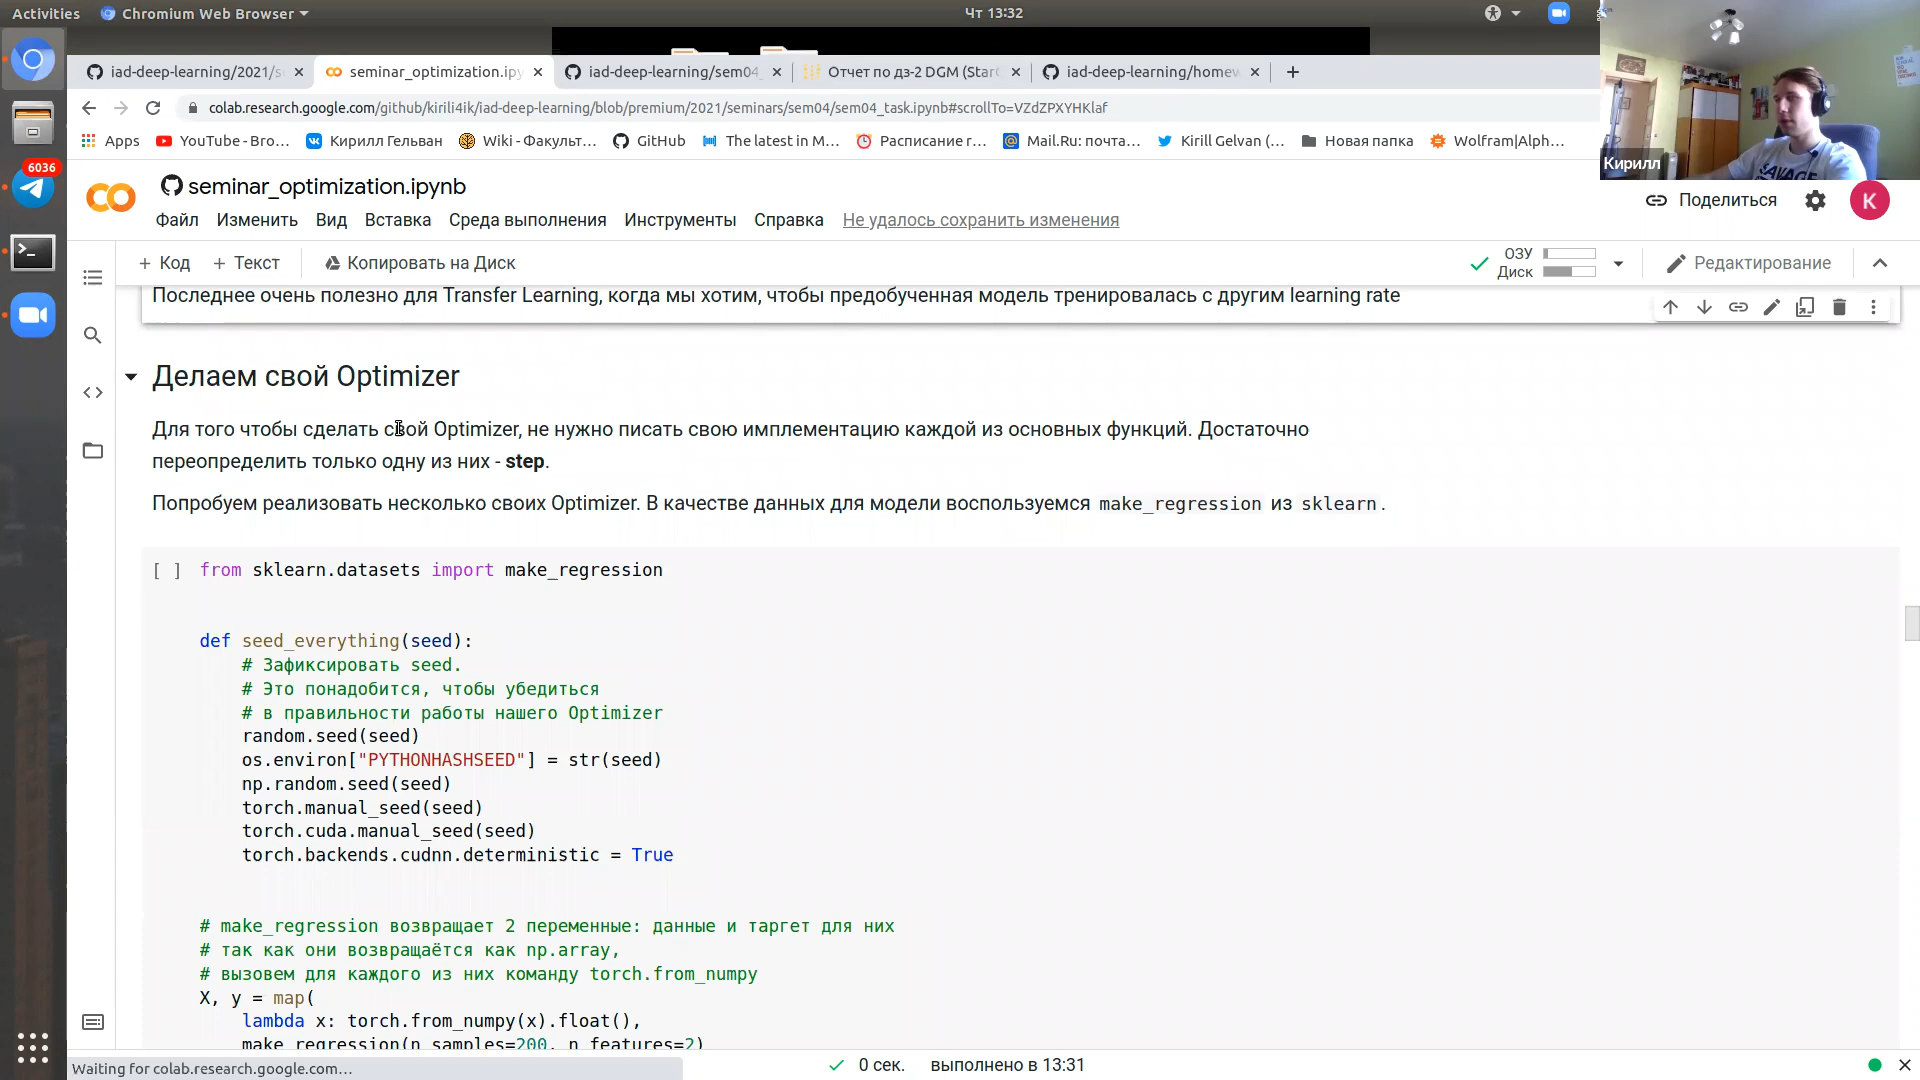 Activities
Chromium Web Browser
Чт 13:32
iad-deep-learning/2021/s
seminar_optimization.ipy
iad-deep-learning/sem04_
Отчет по дз-2 DGM (Star
iad-deep-learning/homew
colab.research.google.com/github/kirili4ik/iad-deep-learning/blob/premium/2021/seminars/sem04/sem04_task.ipynb#scrollTo=VZdZPXYHKlaf
Apps
YouTube - Bro...
Кирилл Гельван
Wiki - Факульт...
GitHub
The latest in M...
Расписание г...
Mail.Ru: почта...
Kirill Gelvan (...
Новая папка
Wolfram|Alph...
Кирилл
6036
seminar_optimization.ipynb
Поделиться
K
Файл Изменить Вид Вставка Среда выполнения Инструменты Справка Не удалось сохранить изменения
+ Код + Текст Копировать на Диск
ОЗУ
Диск
Редактирование
Последнее очень полезно для Transfer Learning, когда мы хотим, чтобы предобученная модель тренировалась с другим learning rate
Делаем свой Optimizer
Для того чтобы сделать свой Optimizer, не нужно писать свою имплементацию каждой из основных функций. Достаточно
переопределить только одну из них - step.
Попробуем реализовать несколько своих Optimizer. В качестве данных для модели воспользуемся make_regression из sklearn.
[ ] from sklearn.datasets import make_regression
def seed_everything(seed):
# Зафиксировать seed.
# Это понадобится, чтобы убедиться
# в правильности работы нашего Optimizer
random.seed(seed)
os.environ["PYTHONHASHSEED"] = str(seed)
np.random.seed(seed)
torch.manual_seed(seed)
torch.cuda.manual_seed(seed)
torch.backends.cudnn.deterministic = True
# make_regression возвращает 2 переменные: данные и таргет для них
# так как они возвращаётся как np.array,
# вызовем для каждого из них команду torch.from_numpy
X, y = map(
lambda x: torch.from_numpy(x).float(),
make_regression(n_samples=200, n_features=2)
Waiting for colab.research.google.com...
0 сек. выполнено в 13:31